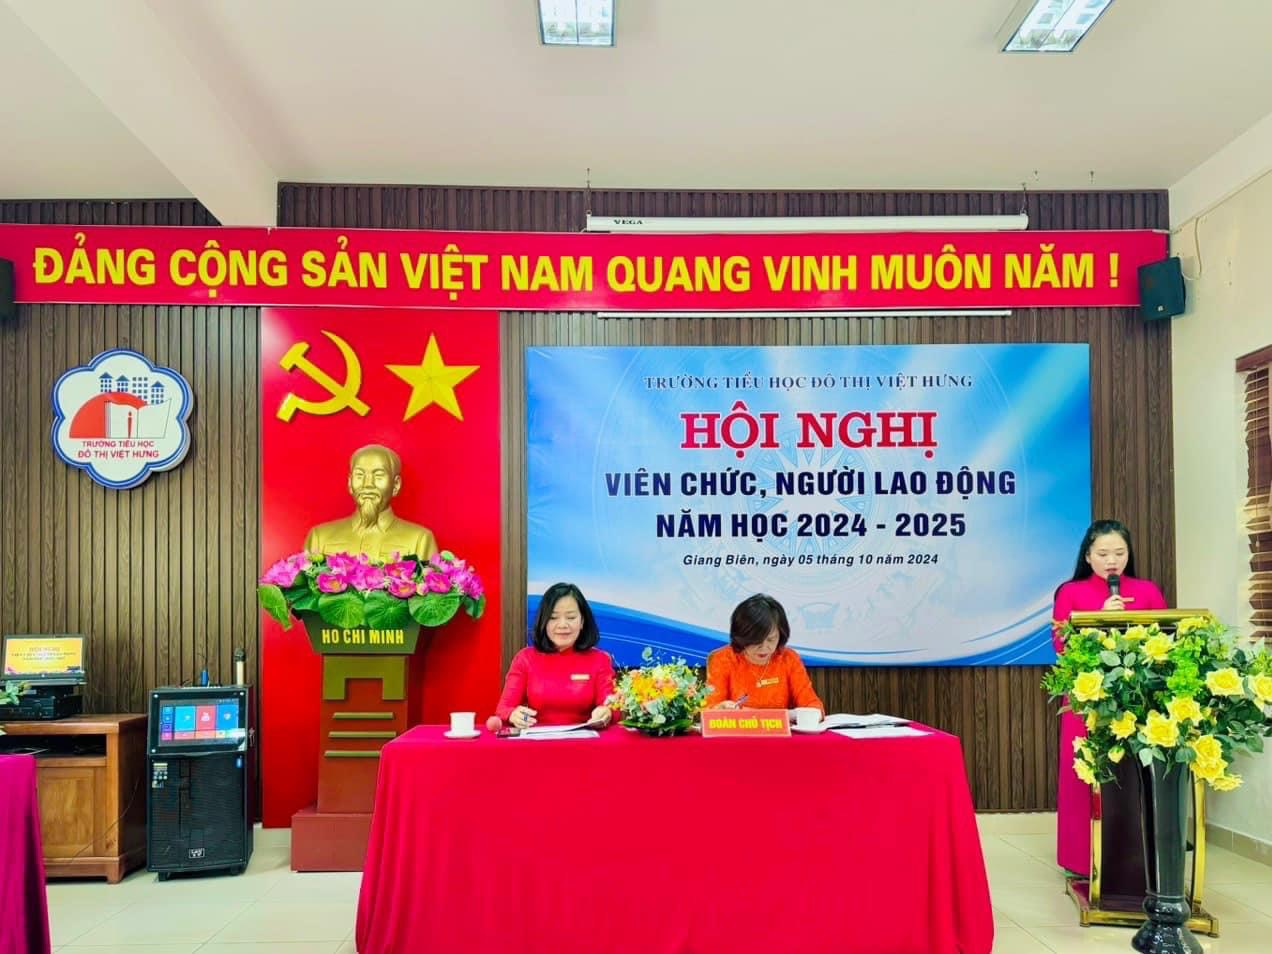 VEGA
ĐẢNG CỘNG SẢN VIỆT NAM QUANG VINH MUÔN NĂM !
TRƯỜNG TIỂU HỌC ĐÔ THỊ VIỆT HƯNG
HỘI NGHỊ
VIÊN CHỨC, NGƯỜI LAO ĐỘNG
NĂM HỌC 2024 - 2025
Giang Biên, ngày 05 tháng 10 năm 2024
TRƯỜNG TIỂU HỌC
ĐÔ THỊ VIỆT HƯNG
HO CHI MINH
HỘI NGHỊ
ĐOÀN CHỦ TỊCH